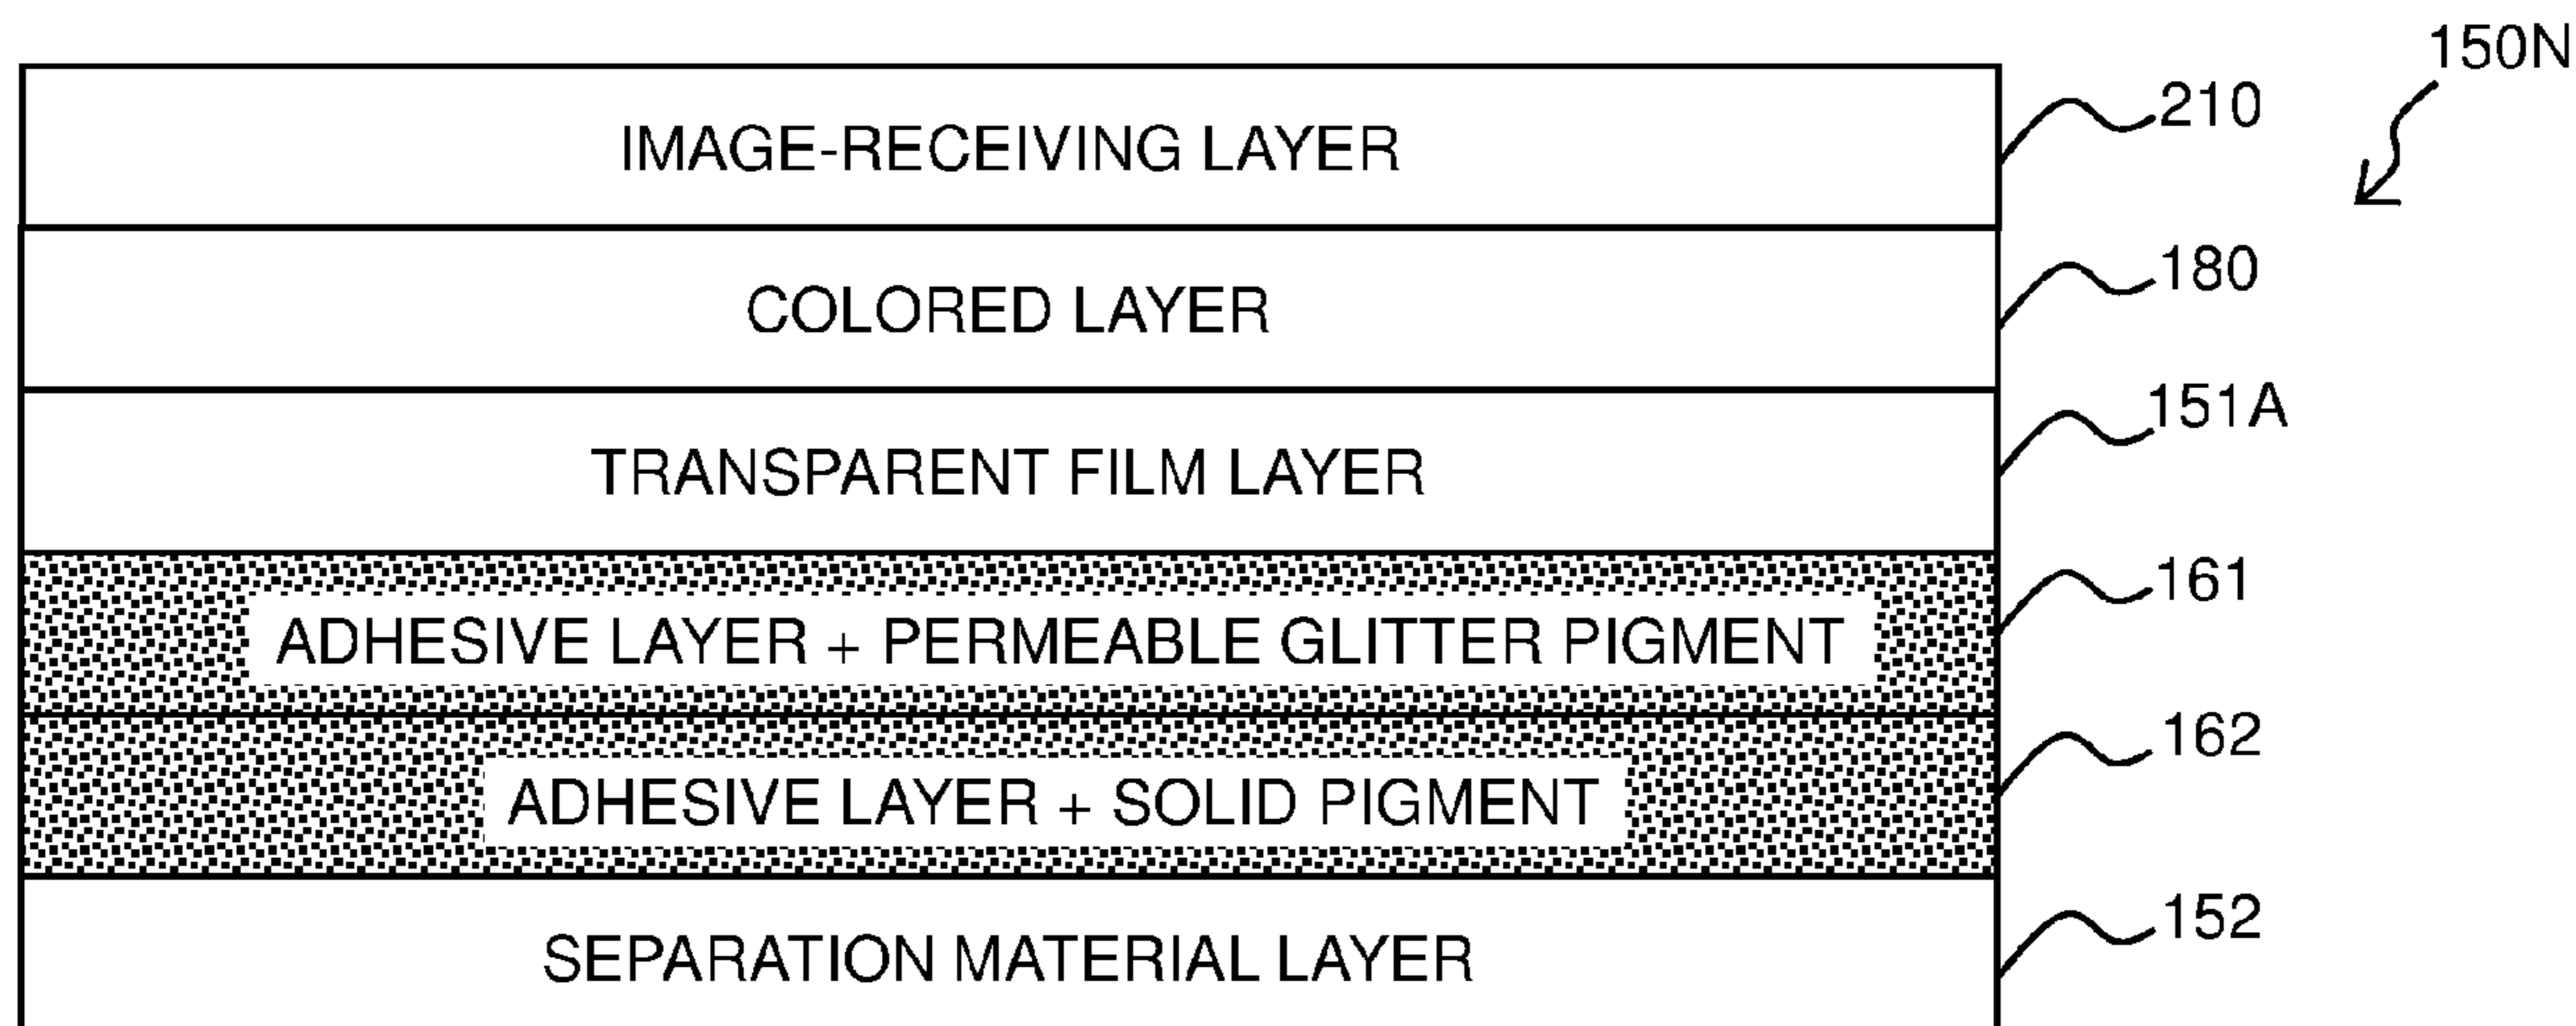 150N
IMAGE-RECEIVING LAYER 210
COLORED LAYER 180
TRANSPARENT FILM LAYER 151A
ADHESIVE LAYER + PERMEABLE GLITTER PIGMENT 161
ADHESIVE LAYER + SOLID PIGMENT 162
SEPARATION MATERIAL LAYER 152